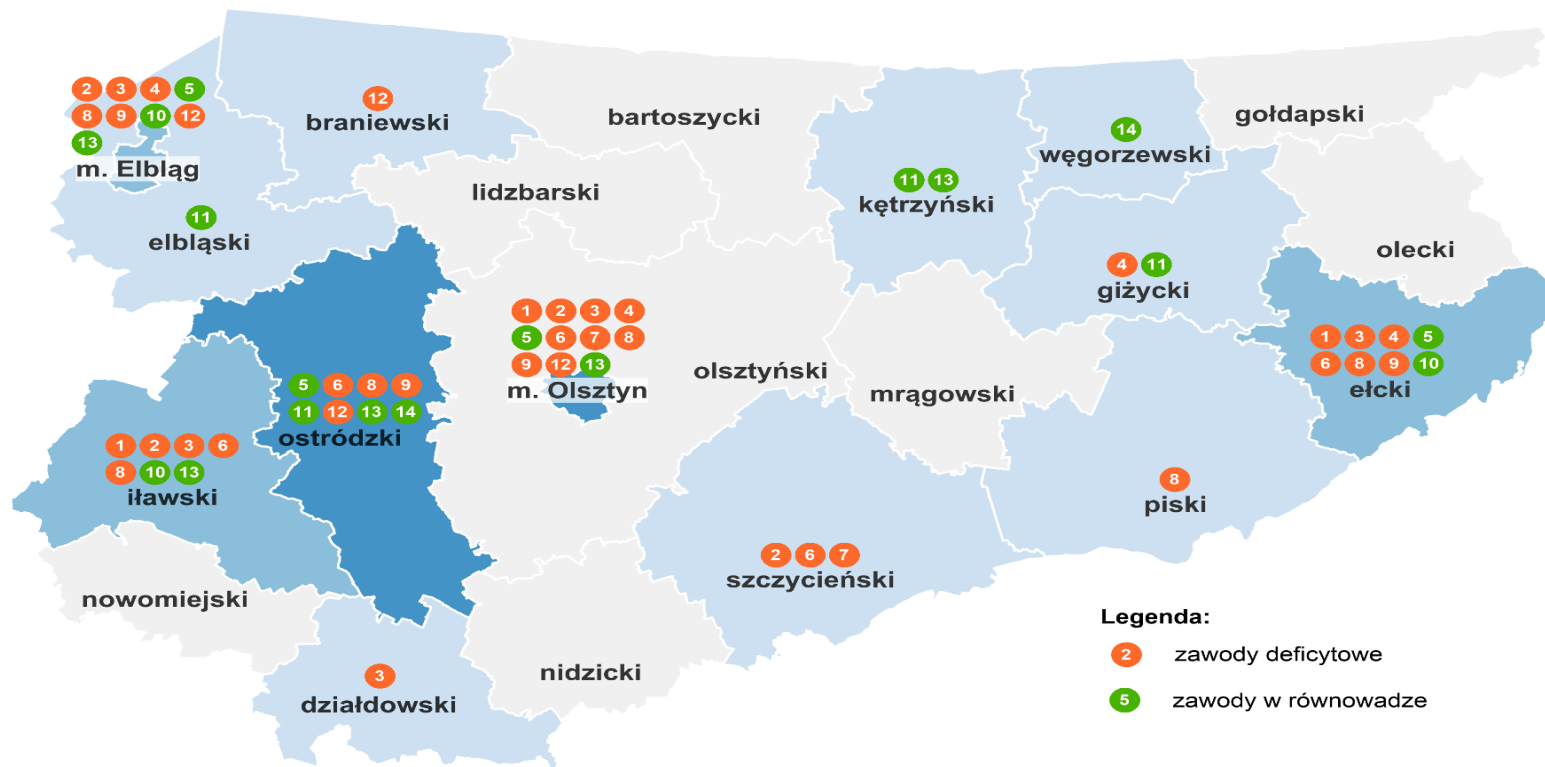 2 3 4 5
8 9 10 12
13
m. Elbląg
11
elbląski
12
braniewski
bartoszycki
lidzbarski
11 13
kętrzyński
14
węgorzewski
gołdapski
4 11
giżycki
olecki
1 3 4 5
6 8 9 10
ełcki
1 2 3 4
5 6 7 8
9 12 13
m. Olsztyn
olsztyński
mrągowski
5 6 8 9
11 12 13 14
ostródzki
1 2 3 6
8 10 13
iławski
8
piski
2 6 7
szczycieński
nowomiejski
nidzicki
3
działdowski
Legenda:
2 zawody deficytowe
5 zawody w równowadze